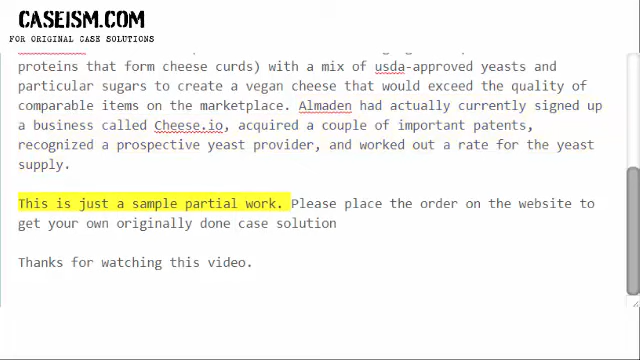 CASEISM.COM
FOR ORIGINAL CASE SOLUTIONS
proteins that form cheese curds) with a mix of usda-approved yeasts and
particular sugars to create a vegan cheese that would exceed the quality of
comparable items on the marketplace. Almaden had actually currently signed up
a business called Cheese.io, acquired a couple of important patents,
recognized a prospective yeast provider, and worked out a rate for the yeast
supply.
This is just a sample partial work. Please place the order on the website to
get your own originally done case solution
Thanks for watching this video.